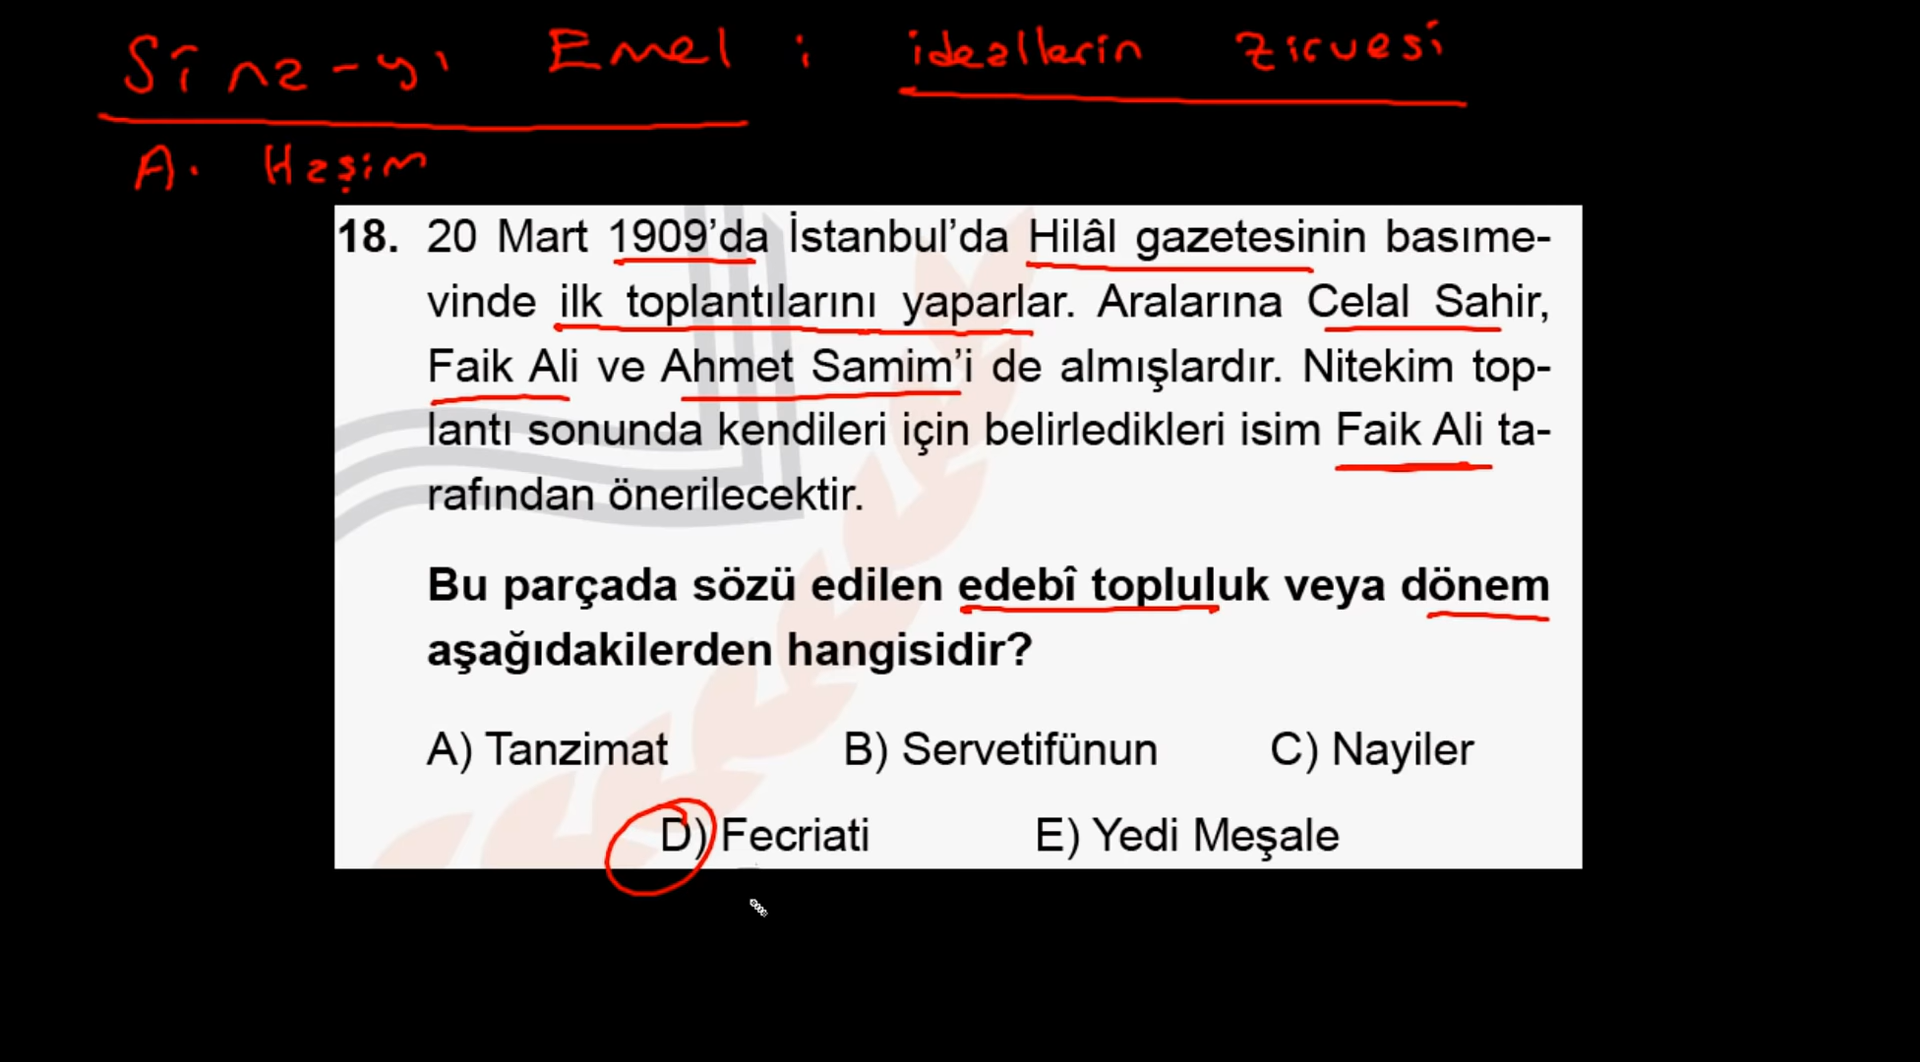 Sîna-yı Emel : ideallerin zirvesi
A. Haşim
18. 20 Mart 1909’da İstanbul’da Hilâl gazetesinin basıme-
vinde ilk toplantılarını yaparlar. Aralarına Celal Sahir,
Faik Ali ve Ahmet Samim’i de almışlardır. Nitekim top-
lantı sonunda kendileri için belirledikleri isim Faik Ali ta-
rafından önerilecektir.
Bu parçada sözü edilen edebî topluluk veya dönem
aşağıdakilerden hangisidir?
A) Tanzimat B) Servetifünun C) Nayiler
D) Fecriati E) Yedi Meşale